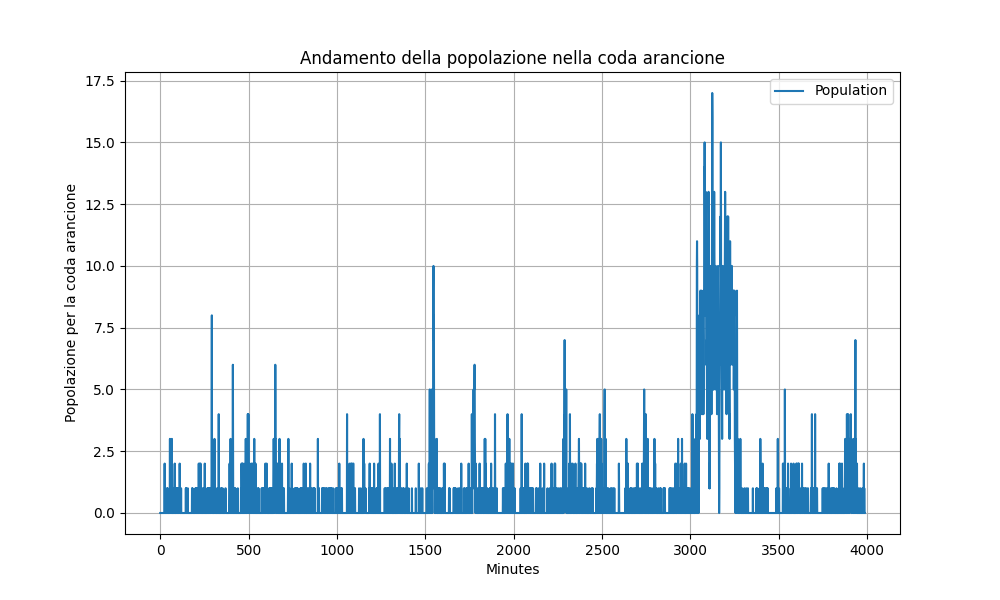 Andamento della popolazione nella coda arancione
Population
Popolazione per la coda arancione
17.5
15.0
12.5
10.0
7.5
5.0
2.5
0.0
0 500 1000 1500 2000 2500 3000 3500 4000
Minutes